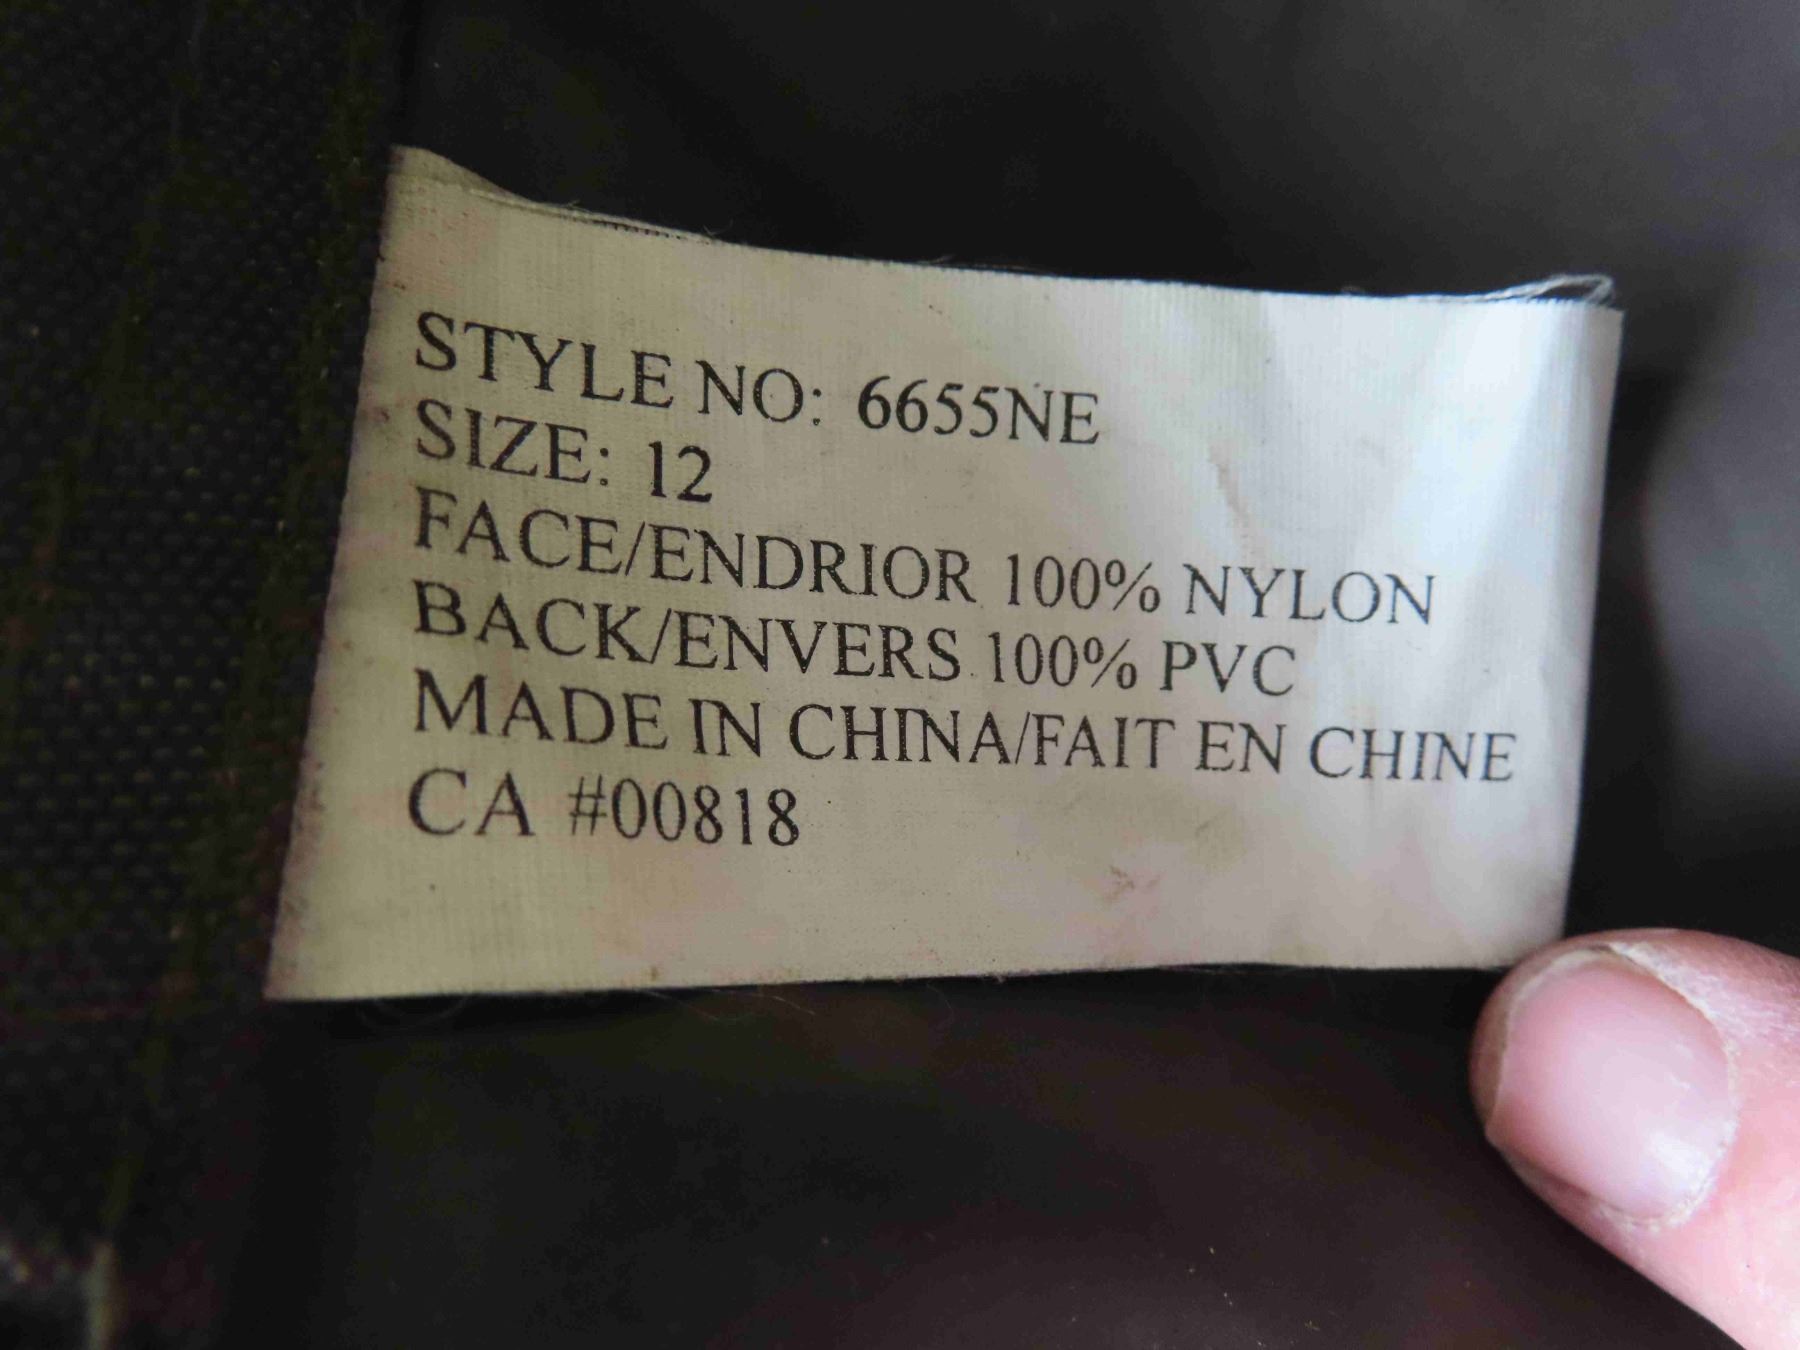 STYLE NO: 6655NE
SIZE: 12
FACE/ENDRIOR 100% NYLON
BACK/ENVERS 100% PVC
MADE IN CHINA/FAIT EN CHINE
CA #00818